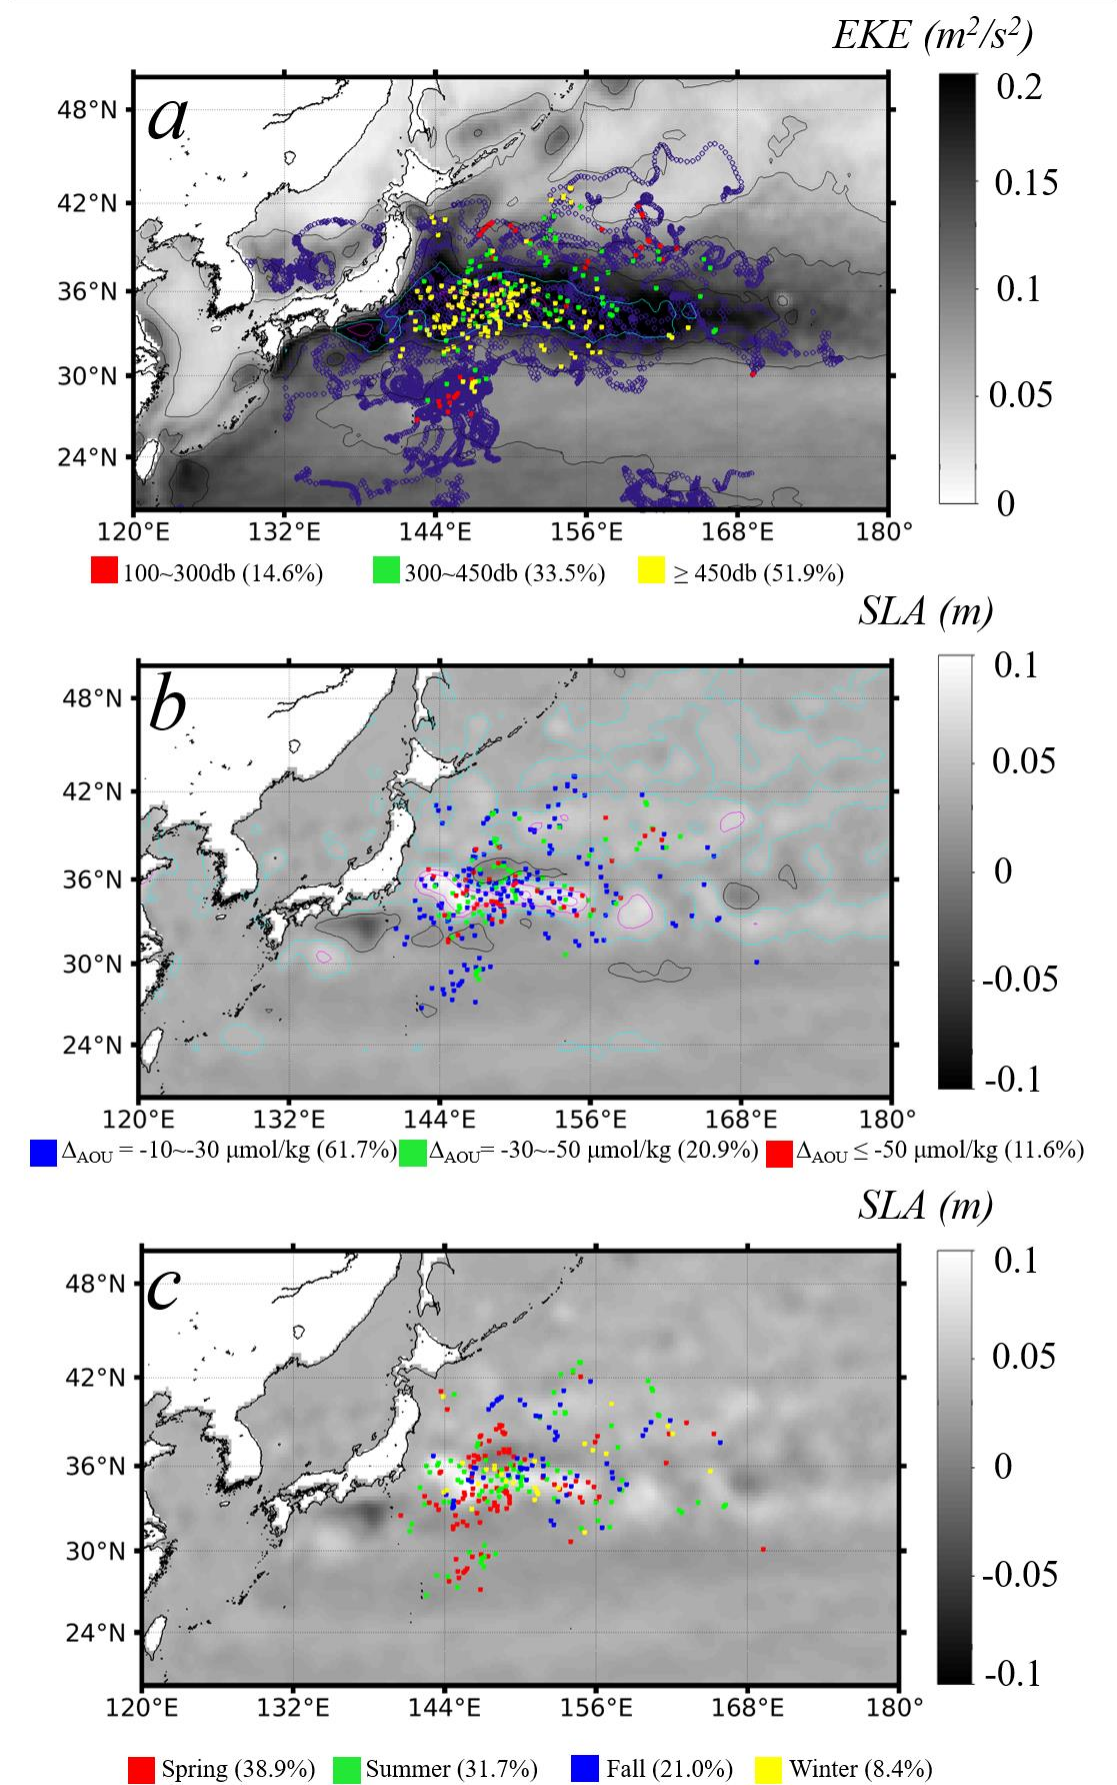 EKE (m²/s²)
a
48°N
42°N
36°N
30°N
24°N
120°E 132°E 144°E 156°E 168°E 180°
0.2
0.15
0.1
0.05
0
100~300db (14.6%) 300~450db (33.5%) ≥ 450db (51.9%)
SLA (m)
b
48°N
42°N
36°N
30°N
24°N
120°E 132°E 144°E 156°E 168°E 180°
0.1
0.05
0
-0.05
-0.1
ΔAOU = -10~-30 μmol/kg (61.7%) ΔAOU= -30~-50 μmol/kg (20.9%) ΔAOU ≤ -50 μmol/kg (11.6%)
SLA (m)
c
48°N
42°N
36°N
30°N
24°N
120°E 132°E 144°E 156°E 168°E 180°
0.1
0.05
0
-0.05
-0.1
Spring (38.9%) Summer (31.7%) Fall (21.0%) Winter (8.4%)